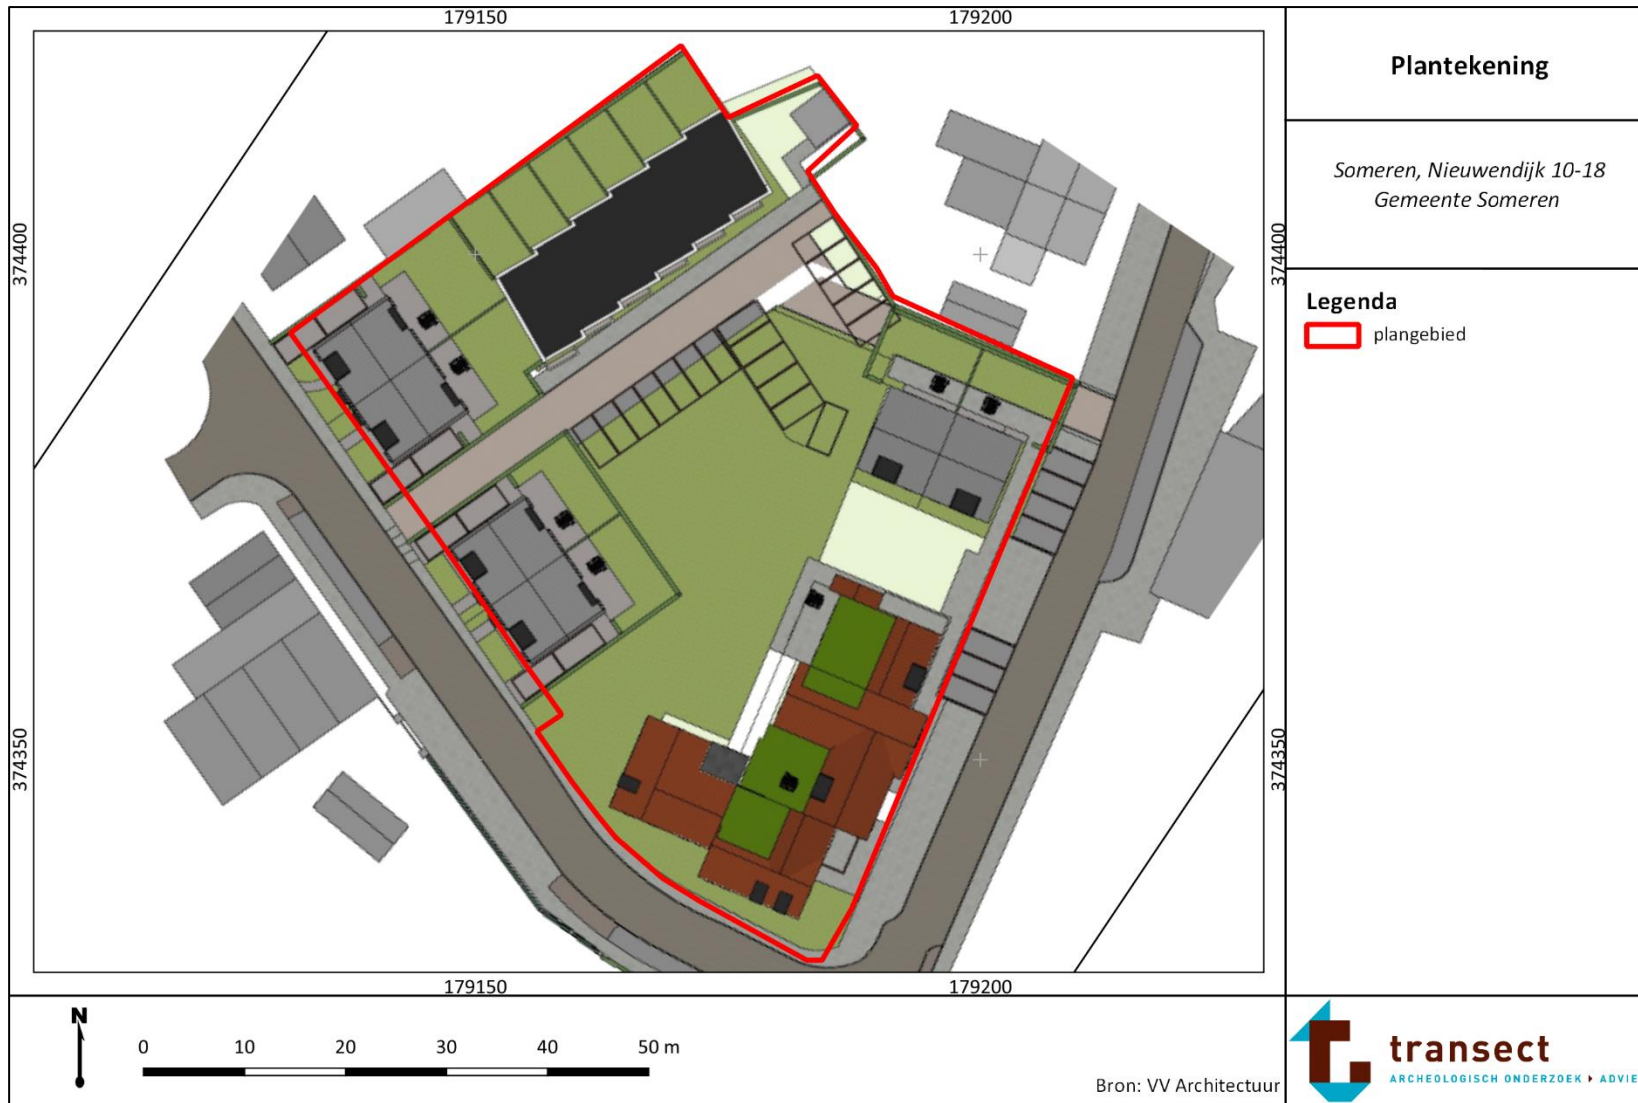 179150 179200
Plantekening
Someren, Nieuwendijk 10-18
Gemeente Someren
374400
374400
Legenda
plangebied
374350
374350
179150 179200
N
0 10 20 30 40 50 m
Bron: VV Architectuur
transect
ARCHEOLOGISCH ONDERZOEK ADVIE